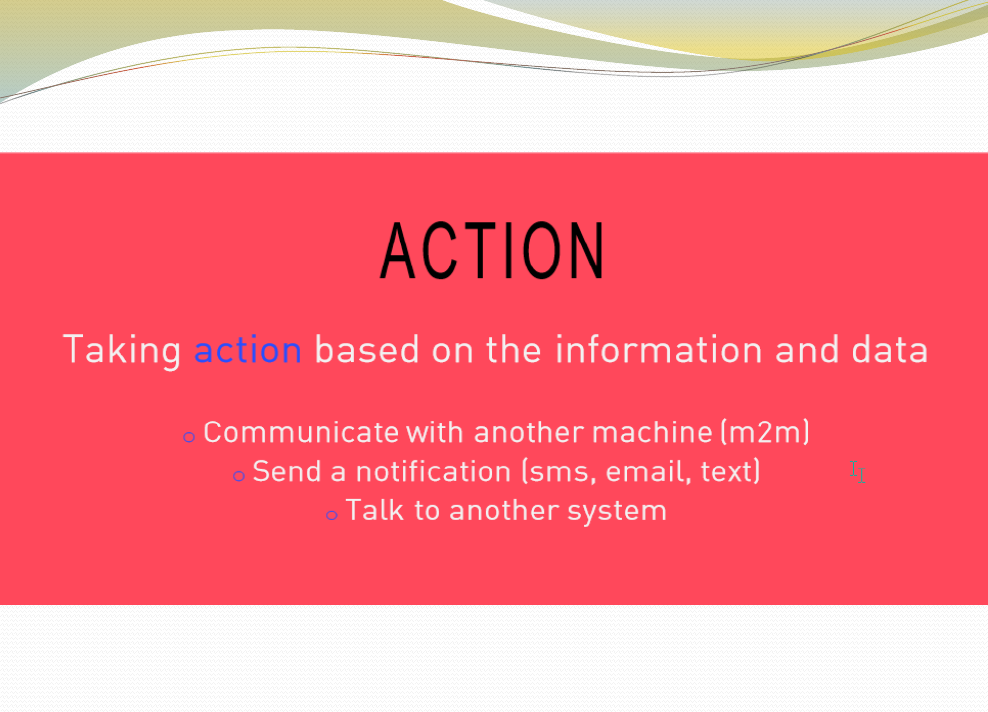 ACTION
Taking action based on the information and data
o Communicate with another machine (m2m)
o Send a notification (sms, email, text)
o Talk to another system